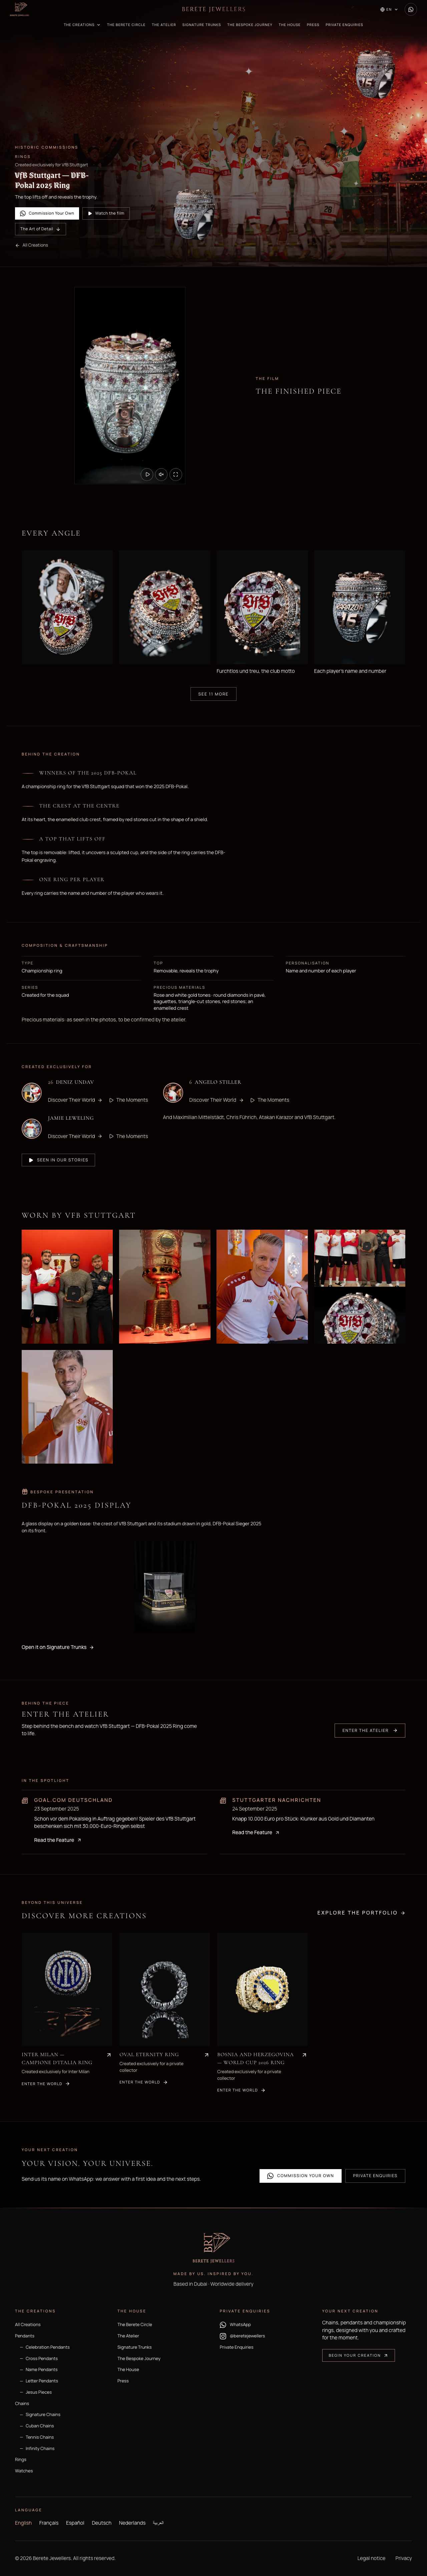 BERETE JEWELLERS
EN
THE CREATIONS
THE BERETE CIRCLE
THE ATELIER
SIGNATURE TRUNKS
THE BESPOKE JOURNEY
THE HOUSE
PRESS
PRIVATE ENQUIRIES
HISTORIC COMMISSIONS
RINGS
Created exclusively for VfB Stuttgart
VfB Stuttgart — DFB-
Pokal 2025 Ring
The top lifts off and reveals the trophy.
Commission Your Own
Watch the film
The Art of Detail
← All Creations
THE FILM
THE FINISHED PIECE
EVERY ANGLE
Furchtlos und treu, the club motto
Each player's name and number
SEE 11 MORE
BEHIND THE CREATION
WINNERS OF THE 2025 DFB-POKAL
A championship ring for the VfB Stuttgart squad that won the 2025 DFB-Pokal.
THE CREST AT THE CENTRE
At its heart, the enamelled club crest, framed by red stones cut in the shape of a shield.
A TOP THAT LIFTS OFF
The top is removable: lifted, it uncovers a sculpted cup, and the side of the ring carries the DFB-
Pokal engraving.
ONE RING PER PLAYER
Every ring carries the name and number of the player who wears it.
COMPOSITION & CRAFTSMANSHIP
TYPE
Championship ring
TOP
Removable, reveals the trophy
PERSONALISATION
Name and number of each player
SERIES
Created for the squad
PRECIOUS MATERIALS
Rose and white gold tones · round diamonds in pavé,
baguettes, triangle-cut stones, red stones, an
enamelled crest
Precious materials: as seen in the photos, to be confirmed by the atelier.
CREATED EXCLUSIVELY FOR
26 DENIZ UNDAV
Discover Their World →
The Moments
6 ANGELO STILLER
Discover Their World →
The Moments
JAMIE LEWELING
Discover Their World →
The Moments
And Maximilian Mittelstädt, Chris Führich, Atakan Karazor and VfB Stuttgart.
SEEN IN OUR STORIES
WORN BY VFB STUTTGART
BESPOKE PRESENTATION
DFB-POKAL 2025 DISPLAY
A glass display on a golden base: the crest of VfB Stuttgart and its stadium drawn in gold, DFB-Pokal Sieger 2025
on its front.
Open it on Signature Trunks →
BEHIND THE PIECE
ENTER THE ATELIER
Step behind the bench and watch VfB Stuttgart — DFB-Pokal 2025 Ring come
to life.
ENTER THE ATELIER →
IN THE SPOTLIGHT
GOAL.COM DEUTSCHLAND
23 September 2025
Schon vor dem Pokalsieg in Auftrag gegeben! Spieler des VfB Stuttgart
bescherken sich mit 30.000-Euro-Ringen selbst
Read the Feature
STUTTGARTER NACHRICHTEN
24 September 2025
Knapp 10.000 Euro pro Stück: Klunker aus Gold und Diamanten
Read the Feature
BEYOND THIS UNIVERSE
DISCOVER MORE CREATIONS
EXPLORE THE PORTFOLIO →
INTER MILAN —
CAMPIONE D'ITALIA RING
Created exclusively for Inter Milan
ENTER THE WORLD →
OVAL ETERNITY RING
Created exclusively for a private
collector
ENTER THE WORLD →
BOSNIA AND HERZEGOVINA
— WORLD CUP 2026 RING
Created exclusively for a private
collector
ENTER THE WORLD →
YOUR NEXT CREATION
YOUR VISION. YOUR UNIVERSE.
Send us its name on WhatsApp: we answer with a first idea and the next steps.
COMMISSION YOUR OWN
PRIVATE ENQUIRIES
BERETE JEWELLERS
MADE BY US. INSPIRED BY YOU
Based in Dubai · Worldwide delivery
THE CREATIONS
All Creations
Pendants
— Celebration Pendants
— Cross Pendants
— Name Pendants
— Letter Pendants
— Jesus Pieces
Chains
— Signature Chains
— Cuban Chains
— Tennis Chains
— Infinity Chains
Rings
Watches
THE HOUSE
The Berete Circle
The Atelier
Signature Trunks
The Bespoke Journey
The House
Press
PRIVATE ENQUIRIES
WhatsApp
@beretejewellers
Private Enquiries
YOUR NEXT CREATION
Chains, pendants and championship
rings, designed with you and crafted
for the moment.
BEGIN YOUR CREATION
LANGUAGE
English
Français
Español
Deutsch
Nederlands
العربية
© 2026 Berete Jewellers. All rights reserved.
Legal notice
Privacy